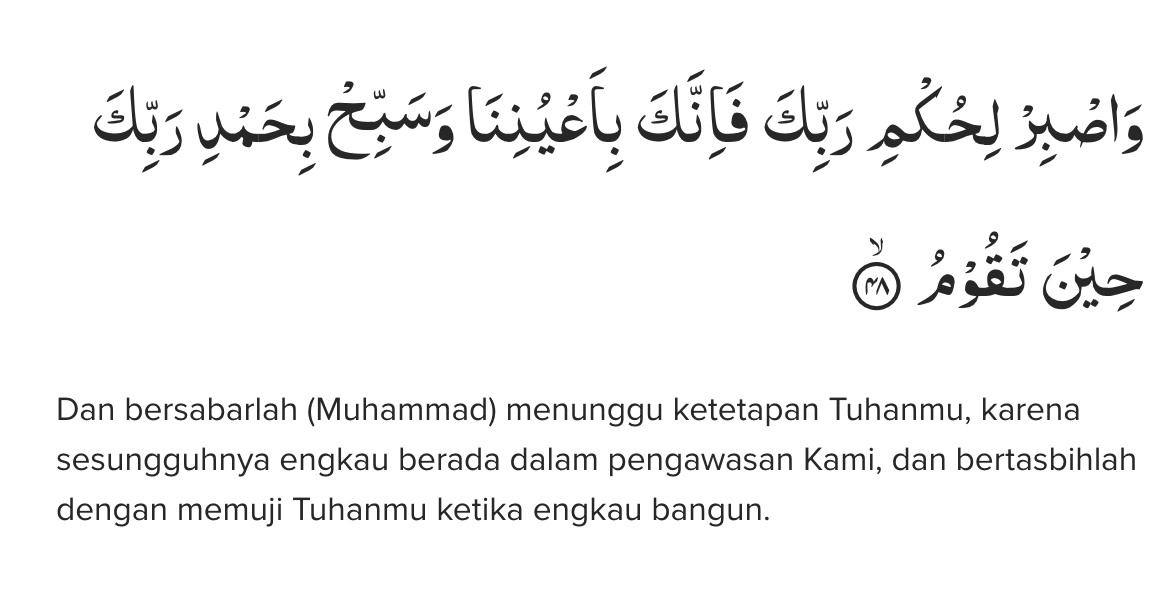 وَاصْبِرْ لِحُكْمِ رَبِّكَ فَاِنَّكَ بِاَعْيُنِنَا وَسَبِّحْ بِحَمْدِ رَبِّكَ
حِيْنَ تَقُوْمُۙ ٤٨
Dan bersabarlah (Muhammad) menunggu ketetapan Tuhanmu, karena
sesungguhnya engkau berada dalam pengawasan Kami, dan bertasbihlah
dengan memuji Tuhanmu ketika engkau bangun.